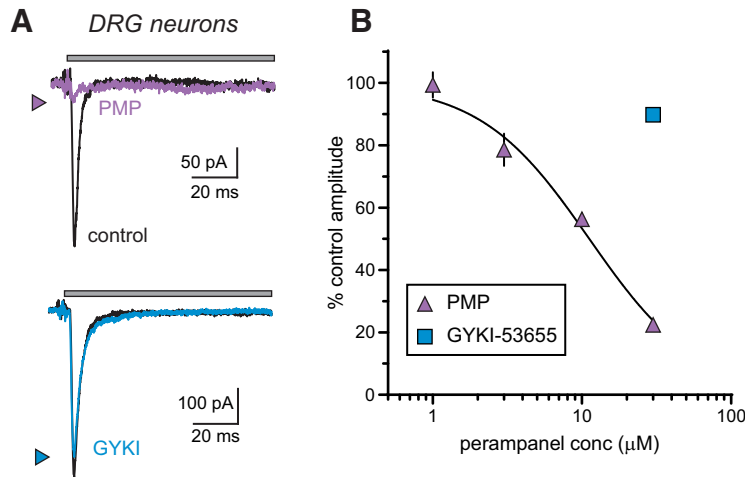 A
DRG neurons
PMP
50 pA
20 ms
control
100 pA
20 ms
GYKI
B
% control amplitude
100
80
60
40
20
0
PMP
GYKI-53655
1
10
100
perampanel conc (μM)